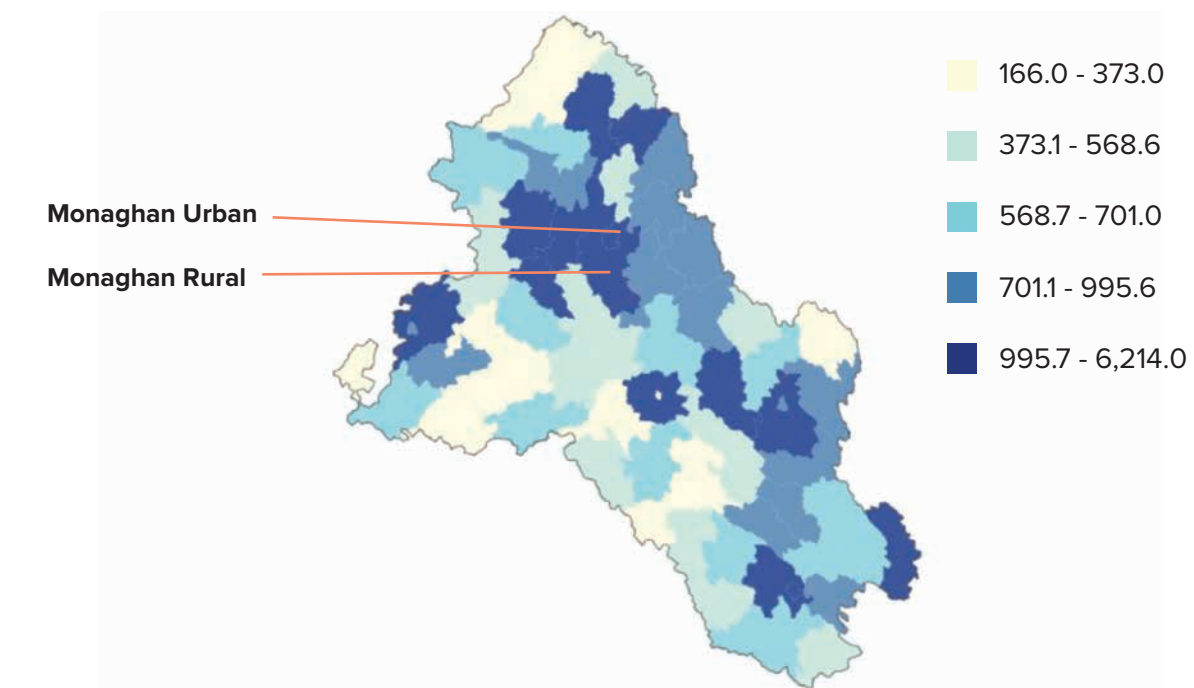 166.0 - 373.0
373.1 - 568.6
Monaghan Urban
568.7 - 701.0
Monaghan Rural
701.1 - 995.6
995.7 - 6,214.0